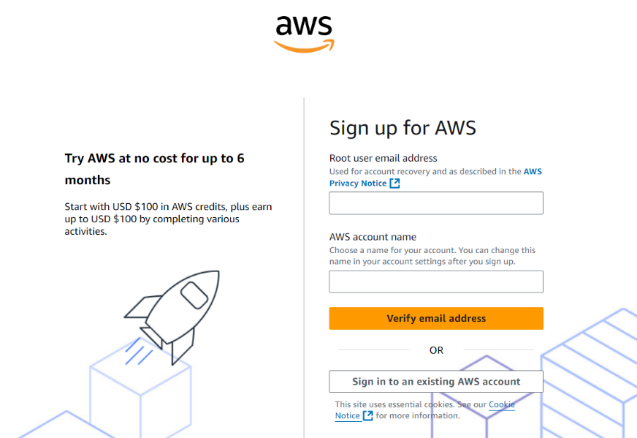 aws
Try AWS at no cost for up to 6
months
Start with USD $100 in AWS credits, plus earn
up to USD $100 by completing various
activities.
Sign up for AWS
Root user email address
Used for account recovery and as described in the AWS
Privacy Notice
AWS account name
Choose a name for your account. You can change this
name in your account settings after you sign up.
Verify email address
OR
Sign in to an existing AWS account
This site uses essential cookies. See our Cookie
Notice for more information.